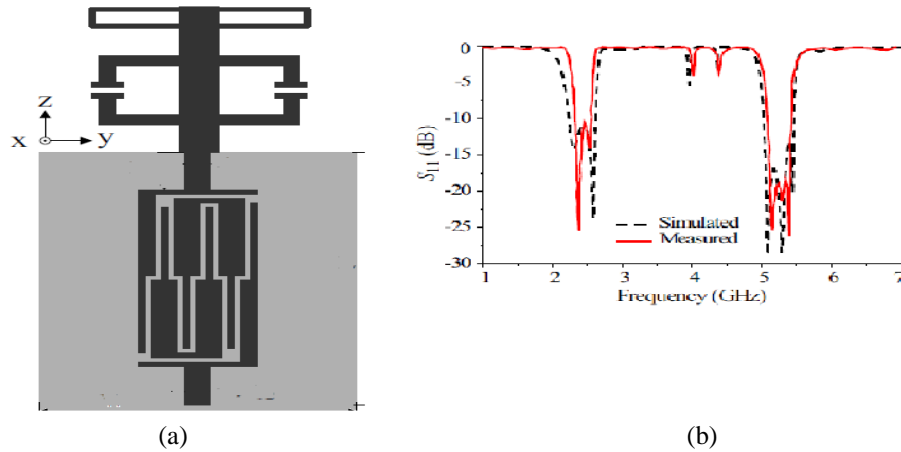 z
x
y
(a)
0
-5
-10
-15
-20
-25
-30
S11 (dB)
Simulated
Measured
1 2 3 4 5 6 7
Frequency (GHz)
(b)